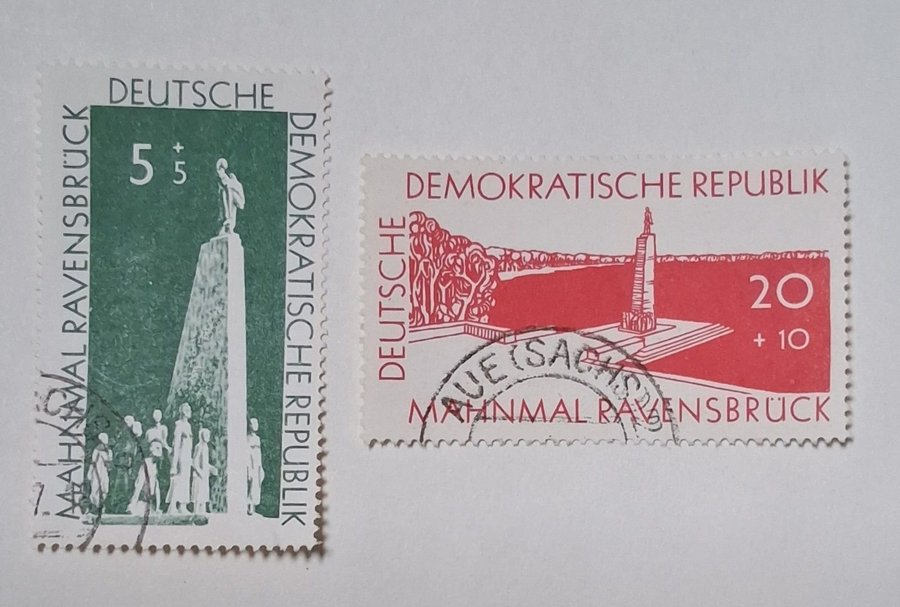 DEUTSCHE
DEMOKRATISCHE REPUBLIK
MAHNMAL RAVENSBRÜCK
5 + 5
DEMOKRATISCHE REPUBLIK
DEUTSCHE
20
+ 10
MAHNMAL RAVENSBRÜCK
AUE (SACHS)